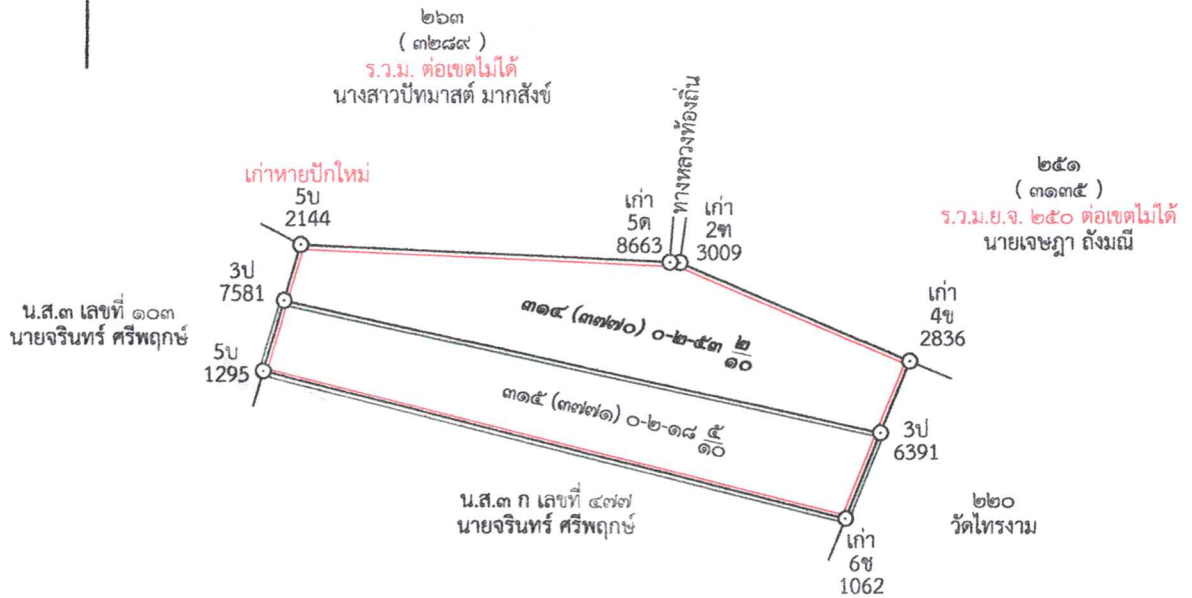 ๒๖๓
( ๓๒๘๙ )
ร.ว.ม. ต่อเขตไม่ได้
นางสาวปัทมาสต์ มากสังข์
ทางหลวงท้องถิ่น
๒๕๑
( ๓๑๓๕ )
ร.ว.ม.ย.จ. ๒๕๐ ต่อเขตไม่ได้
นายเจษฎา ถังมณี
เก่าหายปักใหม่
5บ
2144
เก่า
5ด
8663
เก่า
2ฑ
3009
3ป
7581
น.ส.๓ เลขที่ ๑๐๓
นายจรินทร์ ศรีพฤกษ์
5บ
1295
เก่า
4ข
2836
๓๑๔ (๓๗๗๐) ๐-๒-๕๓ ๒/๑๐
๓๑๕ (๓๗๗๑) ๐-๒-๑๘ ๕/๑๐
3ป
6391
น.ส.๓ ก เลขที่ ๔๗๗
นายจรินทร์ ศรีพฤกษ์
๒๒๐
วัดไทรงาม
เก่า
6ช
1062